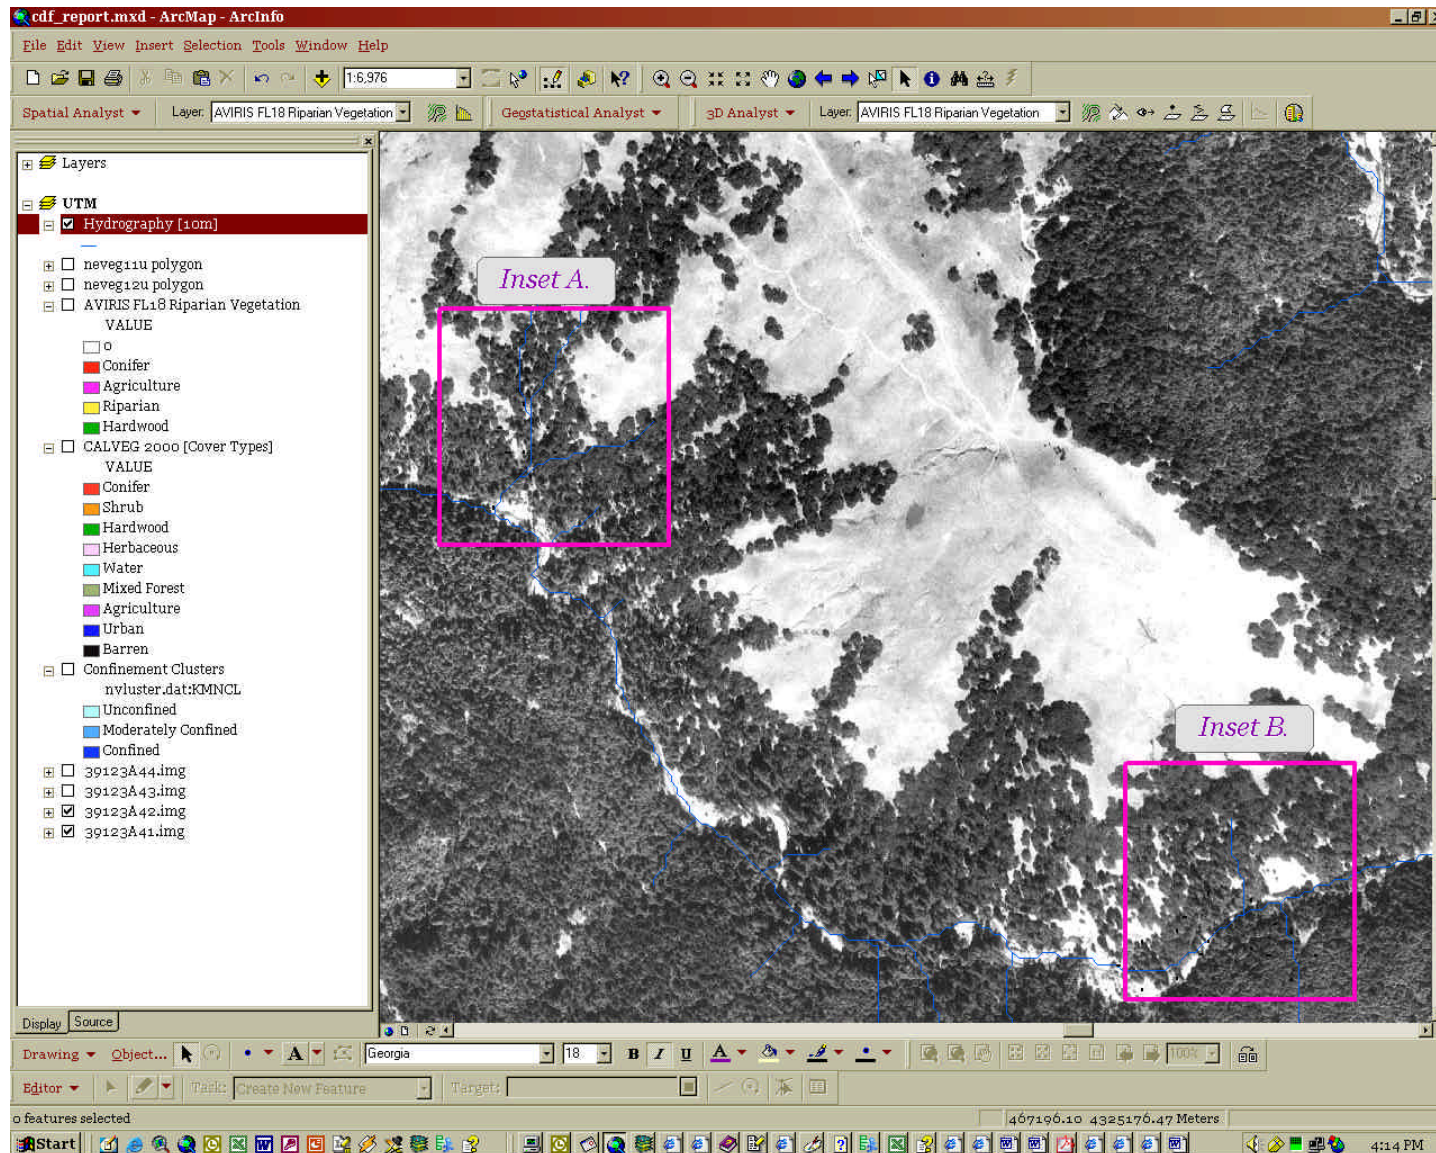 cdf_report.mxd - ArcMap - ArcInfo
File Edit View Insert Selection Tools Window Help
1:6,976
Spatial Analyst Layer: AVIRIS FL18 Riparian Vegetation Geostatistical Analyst 3D Analyst Layer: AVIRIS FL18 Riparian Vegetation
Layers
UTM
Hydrography [10m]
neveg11u polygon
neveg12u polygon
AVIRIS FL18 Riparian Vegetation
VALUE
0
Conifer
Agriculture
Riparian
Hardwood
CALVEG 2000 [Cover Types]
VALUE
Conifer
Shrub
Hardwood
Herbaceous
Water
Mixed Forest
Agriculture
Urban
Barren
Confinement Clusters
nvluster.dat:KMNCL
Unconfined
Moderately Confined
Confined
39123A44.img
39123A43.img
39123A42.img
39123A41.img
Inset A.
Inset B.
Display Source
Drawing Object... A Georgia 18 B I U A 100%
Editor Task: Create New Feature Target:
0 features selected 467196.10 4325176.47 Meters
Start 4:14 PM